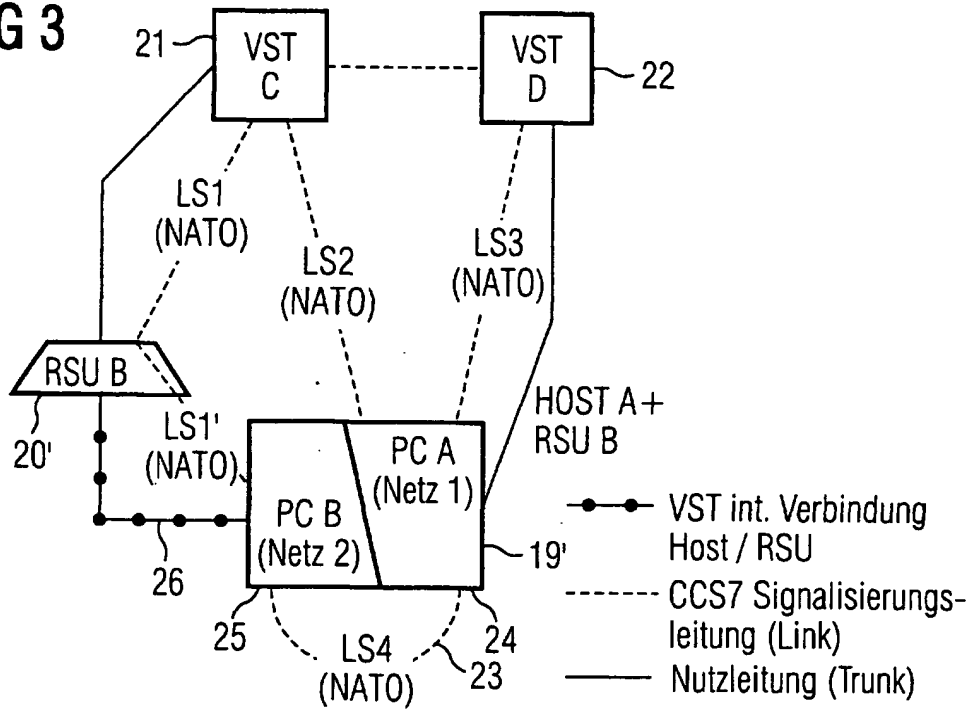 G 3
21
VST
C
VST
D
22
LS1
(NATO)
LS2
(NATO)
LS3
(NATO)
RSU B
20'
LS1'
(NATO)
HOST A+
RSU B
PC A
(Netz 1)
PC B
(Netz 2)
19'
26
25
24
23
LS4
(NATO)
VST int. Verbindung
Host / RSU
CCS7 Signalisierungs-
leitung (Link)
Nutzleitung (Trunk)